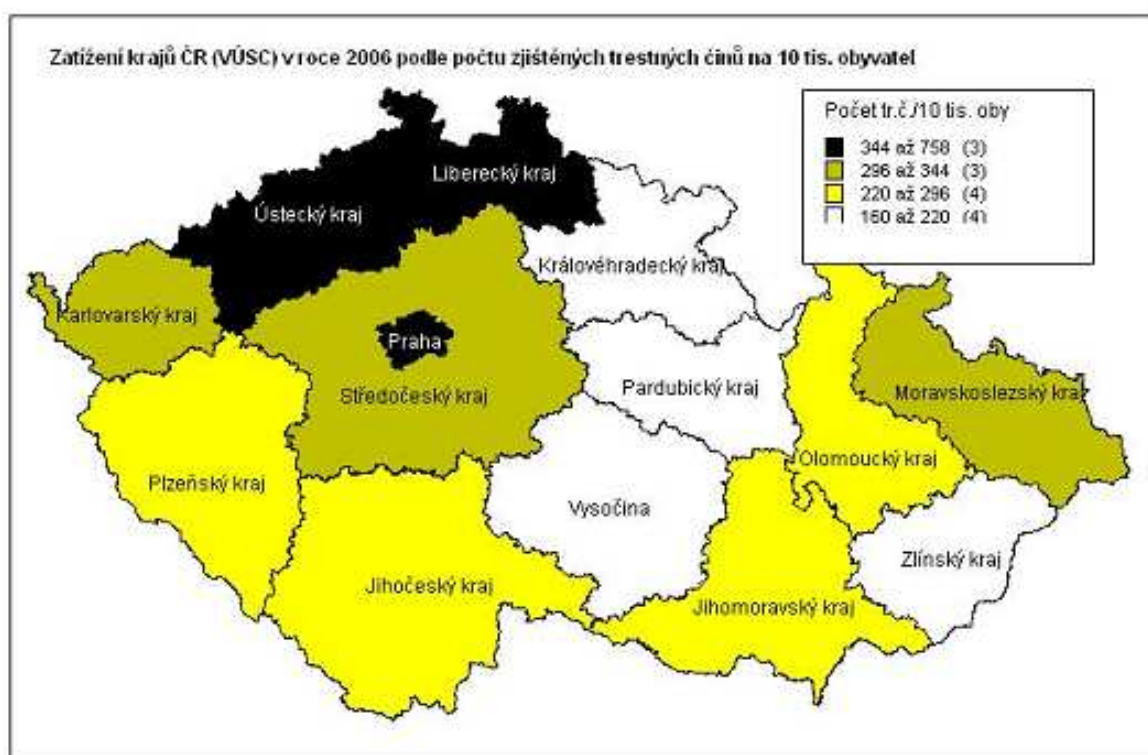 Zatížení krajů ČR (VÚSC) v roce 2006 podle počtu zjištěných trestných činů na 10 tis. obyvatel
Počet tr.č./10 tis. oby
344 až 758 (3)
296 až 344 (3)
220 až 296 (4)
160 až 220 (4)
Liberecký kraj
Ústecký kraj
Královéhradecký kraj
Karlovarský kraj
Praha
Středočeský kraj
Pardubický kraj
Moravskoslezský kraj
Olomoucký kraj
Plzeňský kraj
Vysočina
Zlínský kraj
Jihočeský kraj
Jihomoravský kraj